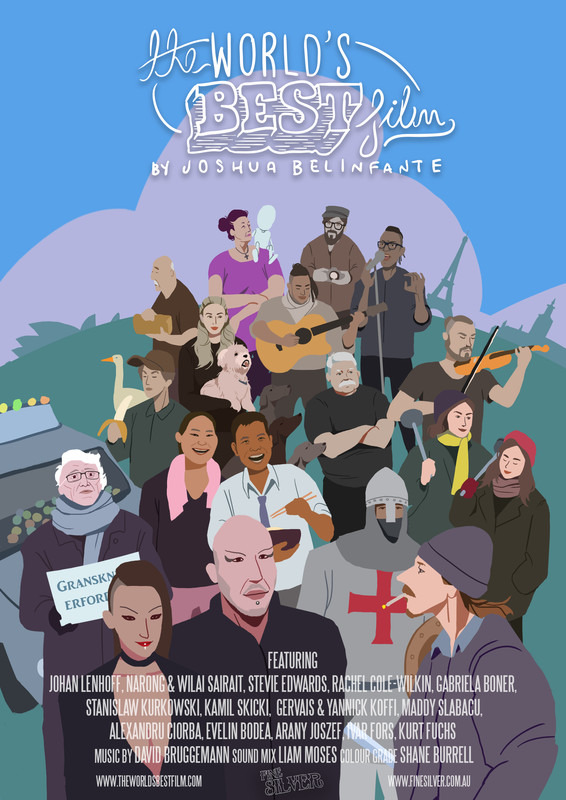 the WORLD'S
BEST film
BY JOSHUA BELINFANTE
GRANSKN
ERFORD
FEATURING
JOHAN LENHOFF, NARONG & WILAI SAIRAIT, STEVIE EDWARDS, RACHEL COLE-WILKIN, GABRIELA BONER,
STANISLAW KURKOWSKI, KAMIL SKICKI, GERVAIS & YANNICK KOFFI, MADDY SLABACU,
ALEXANDRU CIORBA, EVELIN BODEA, ARANY JOSZEF, IVAR FORS, KURT FUCHS
MUSIC BY DAVID BRUGGEMANN SOUND MIX LIAM MOSES COLOUR GRADE SHANE BURRELL
WWW.THEWORLDSBESTFILM.COM
FINE
SILVER
WWW.FINESILVER.COM.AU